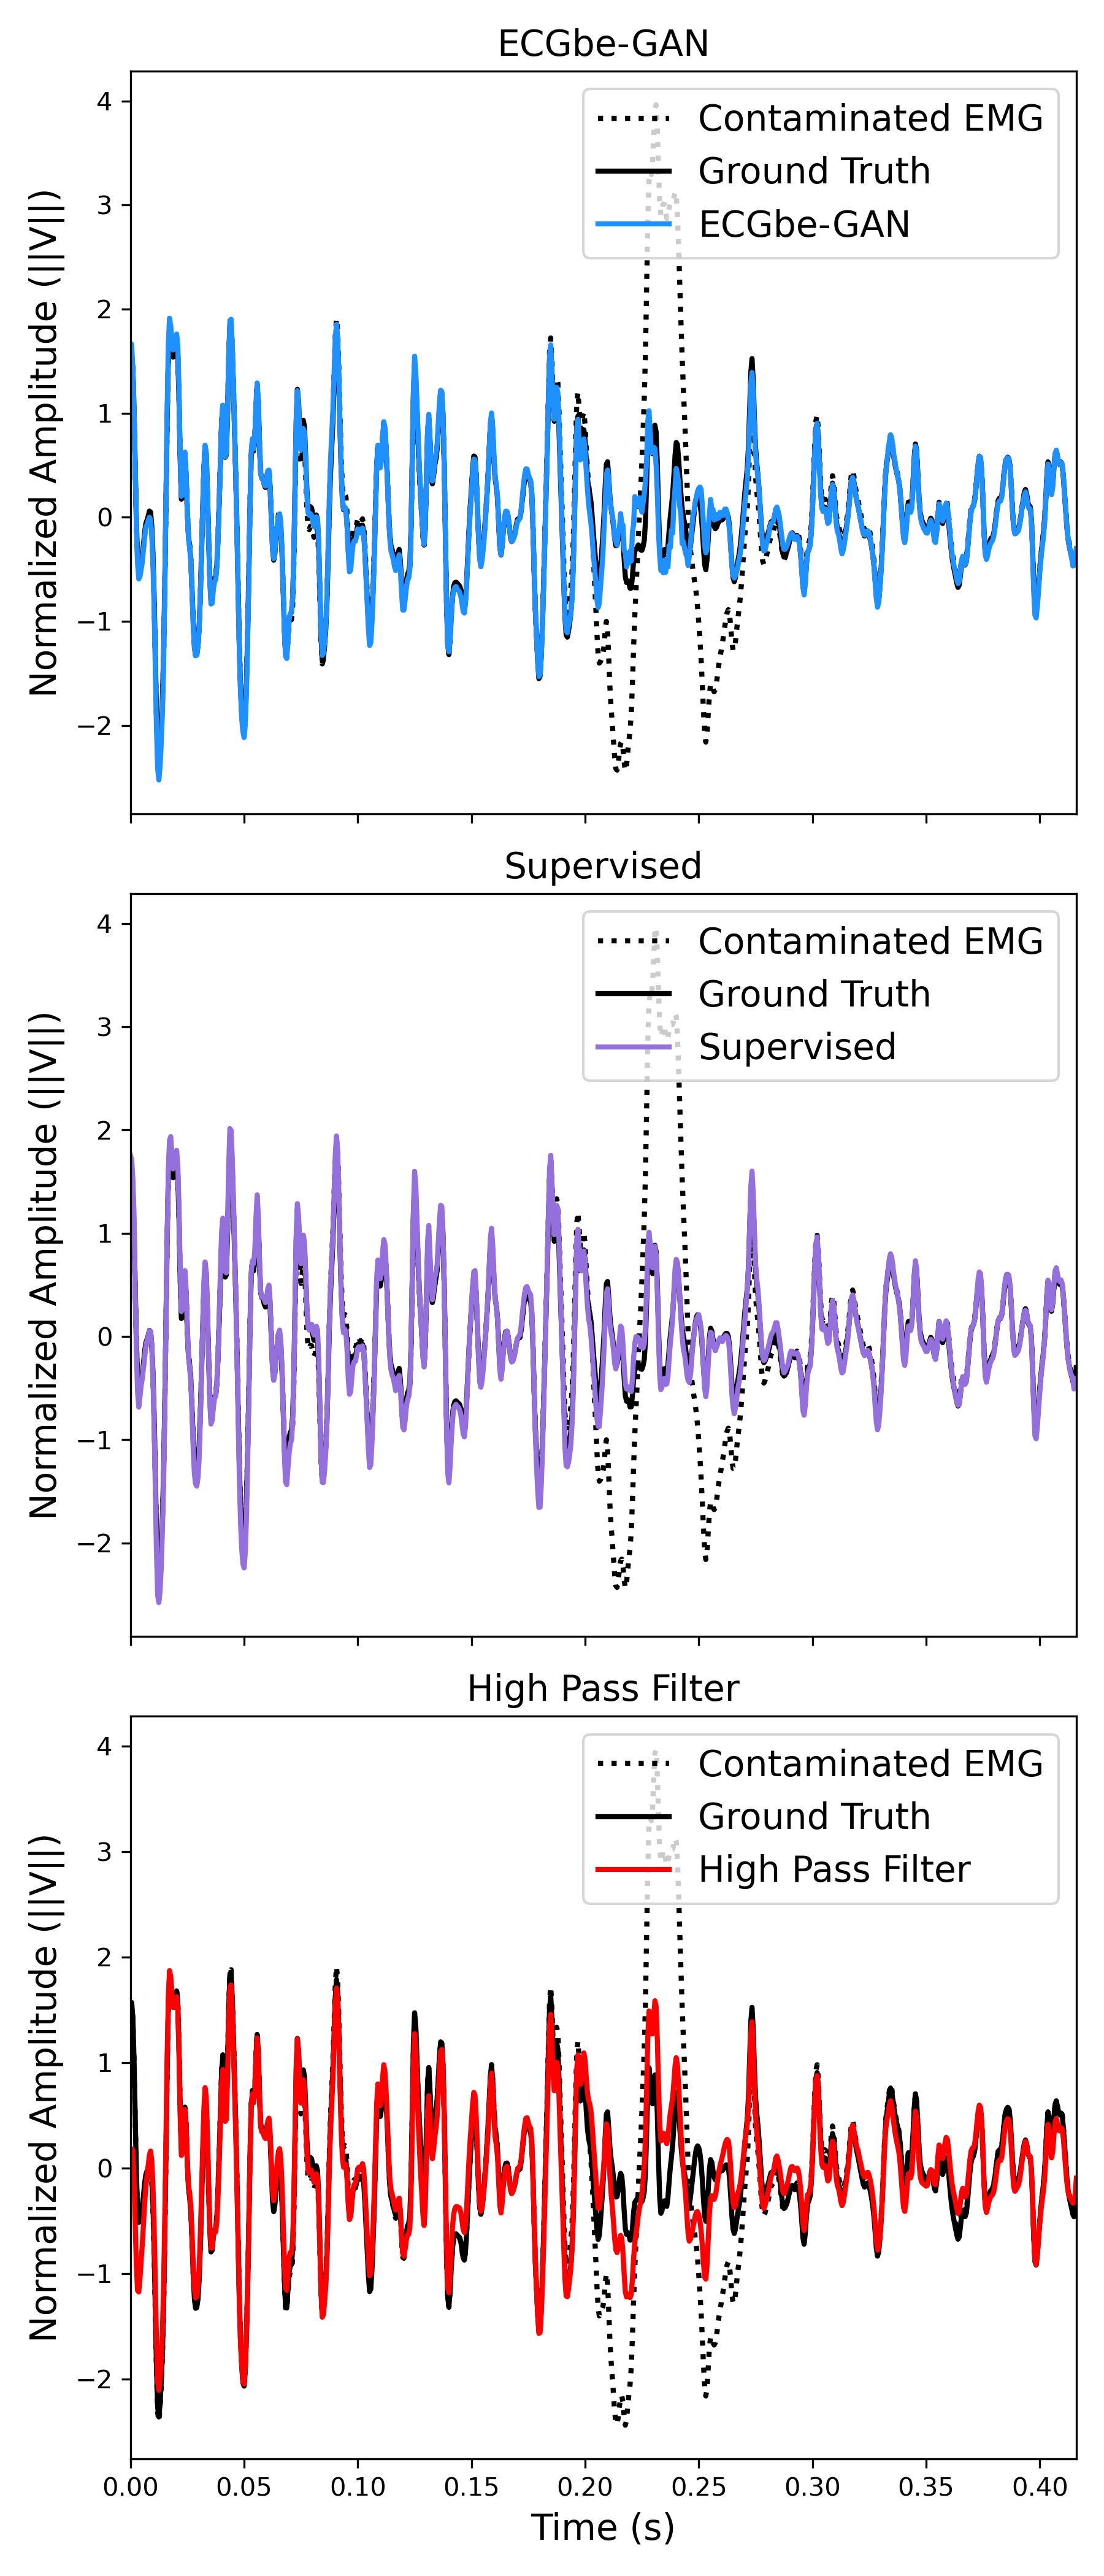 ECGbe-GAN
Normalized Amplitude (||V||)
4
3
2
1
0
−1
−2
Contaminated EMG
Ground Truth
ECGbe-GAN
Supervised
Normalized Amplitude (||V||)
4
3
2
1
0
−1
−2
Contaminated EMG
Ground Truth
Supervised
High Pass Filter
Normalized Amplitude (||V||)
4
3
2
1
0
−1
−2
Contaminated EMG
Ground Truth
High Pass Filter
0.00 0.05 0.10 0.15 0.20 0.25 0.30 0.35 0.40
Time (s)